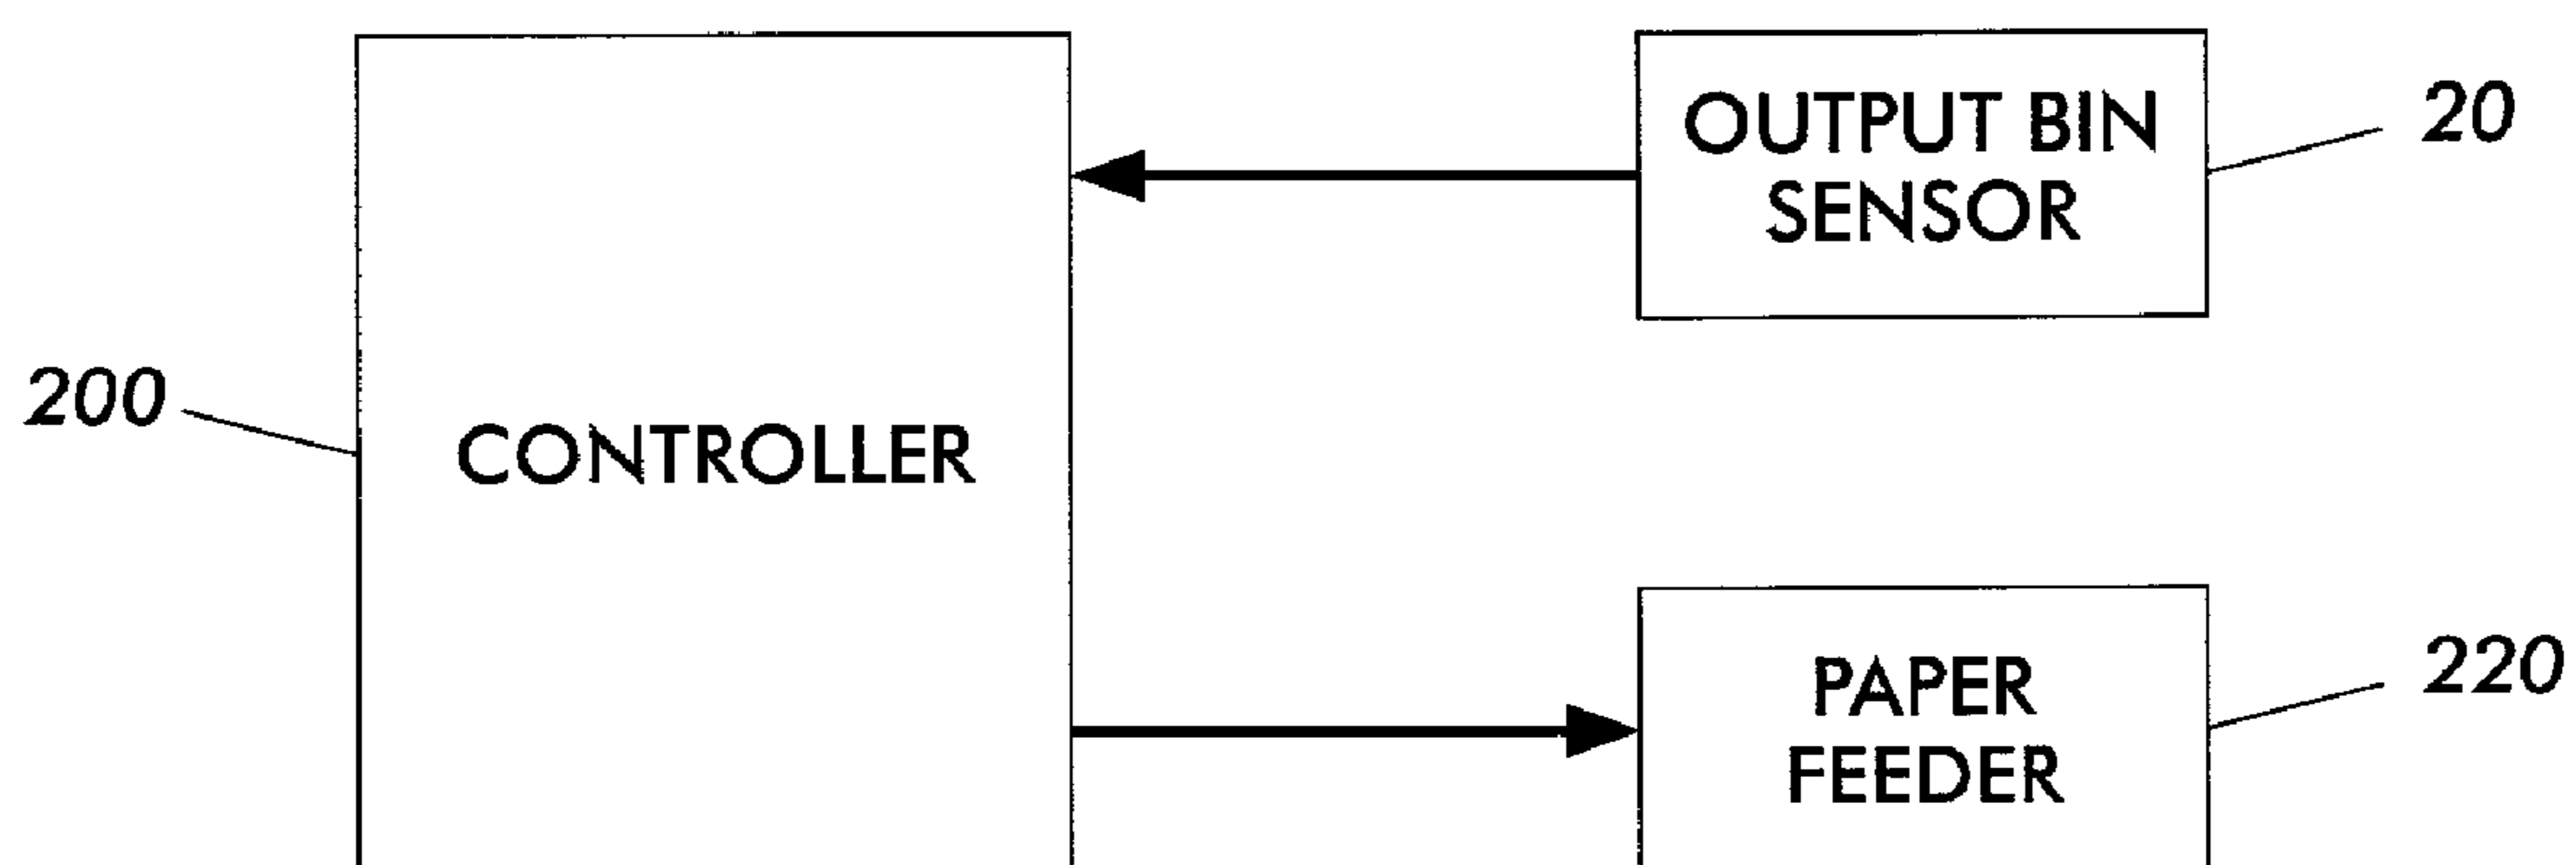 OUTPUT BIN
SENSOR
20
200
CONTROLLER
PAPER
FEEDER
220